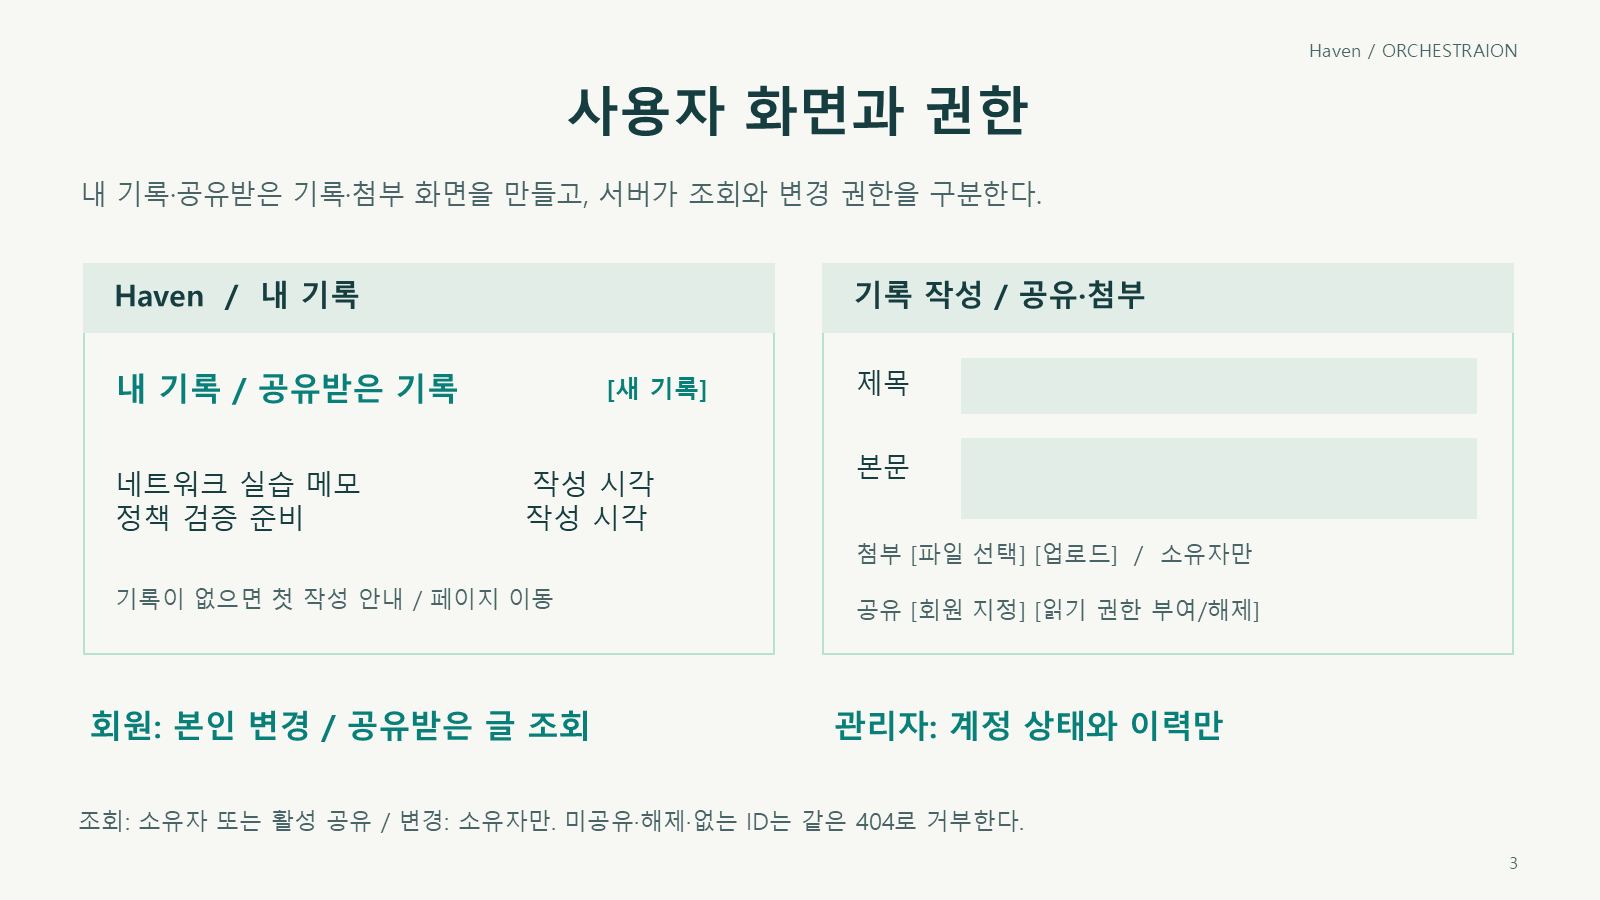 Haven / ORCHESTRAION
사용자 화면과 권한
내 기록·공유받은 기록·첨부 화면을 만들고, 서버가 조회와 변경 권한을 구분한다.
Haven / 내 기록
내 기록 / 공유받은 기록 [새 기록]
네트워크 실습 메모 작성 시각
정책 검증 준비 작성 시각
기록이 없으면 첫 작성 안내 / 페이지 이동
기록 작성 / 공유·첨부
제목
본문
첨부 [파일 선택] [업로드] / 소유자만
공유 [회원 지정] [읽기 권한 부여/해제]
회원: 본인 변경 / 공유받은 글 조회
관리자: 계정 상태와 이력만
조회: 소유자 또는 활성 공유 / 변경: 소유자만. 미공유·해제·없는 ID는 같은 404로 거부한다.
3